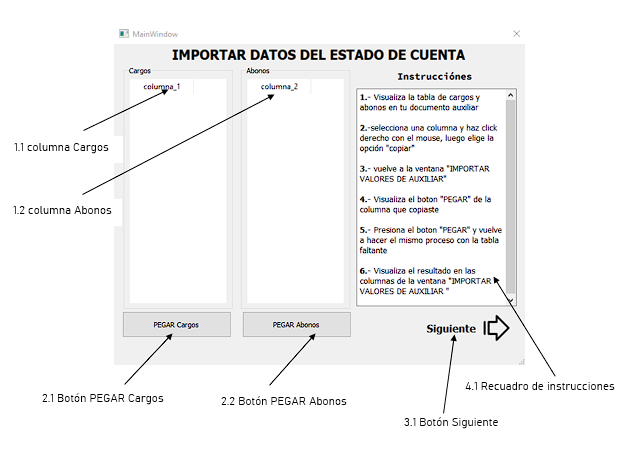 MainWindow
IMPORTAR DATOS DEL ESTADO DE CUENTA
Cargos
columna_1
Abonos
columna_2
Instrucciónes
1.- Visualiza la tabla de cargos y
abonos en tu documento auxiliar
2.-selecciona una columna y haz click
derecho con el mouse, luego elige la
opción "copiar"
3.- vuelve a la ventana "IMPORTAR
VALORES DE AUXILIAR"
4.- Visualiza el boton "PEGAR" de la
columna que copiaste
5.- Presiona el boton "PEGAR" y vuelve
a hacer el mismo proceso con la tabla
faltante
6.- Visualiza el resultado en las
columnas de la ventana "IMPORTAR
VALORES DE AUXILIAR "
PEGAR Cargos
PEGAR Abonos
Siguiente
1.1 columna Cargos
1.2 columna Abonos
2.1 Botón PEGAR Cargos
2.2 Botón PEGAR Abonos
3.1 Botón Siguiente
4.1 Recuadro de instrucciones